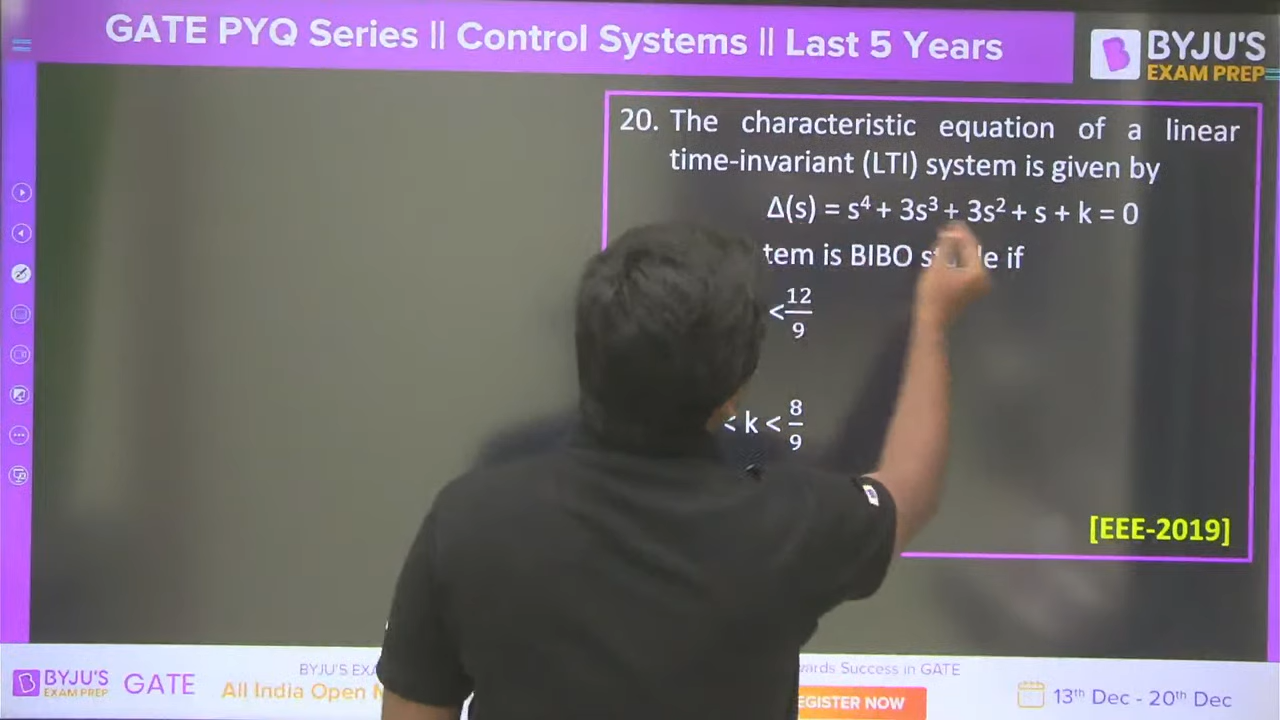 GATE PYQ Series || Control Systems || Last 5 Years
BYJU'S
EXAM PREP
20. The characteristic equation of a linear
time-invariant (LTI) system is given by
Δ(s) = s⁴ + 3s³ + 3s² + s + k = 0
tem is BIBO if
< 12/9
< k < 8/9
[EEE-2019]
BYJU'S
EXAM PREP
GATE
BYJU'S EXA
All India Open
wards Success in GATE
EGISTER NOW
13th Dec - 20th Dec